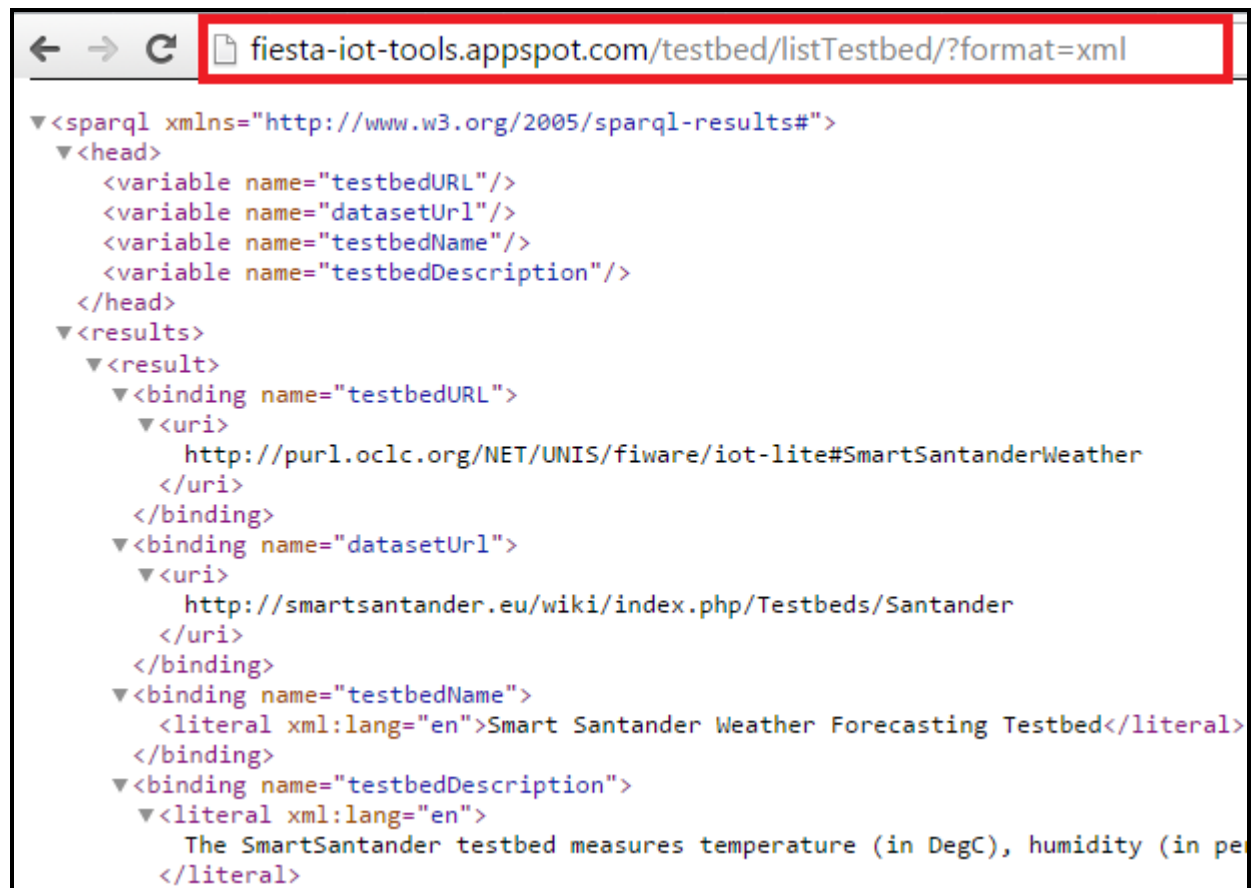 fiesta-iot-tools.appspot.com/testbed/listTestbed/?format=xml
▼<sparql xmlns="http://www.w3.org/2005/sparql-results#">
▼<head>
<variable name="testbedURL"/>
<variable name="datasetUrl"/>
<variable name="testbedName"/>
<variable name="testbedDescription"/>
</head>
▼<results>
▼<result>
▼<binding name="testbedURL">
▼<uri>
http://purl.oclc.org/NET/UNIS/fiware/iot-lite#SmartSantanderWeather
</uri>
</binding>
▼<binding name="datasetUrl">
▼<uri>
http://smartsantander.eu/wiki/index.php/Testbeds/Santander
</uri>
</binding>
▼<binding name="testbedName">
<literal xml:lang="en">Smart Santander Weather Forecasting Testbed</literal>
</binding>
▼<binding name="testbedDescription">
▼<literal xml:lang="en">
The SmartSantander testbed measures temperature (in DegC), humidity (in
</literal>